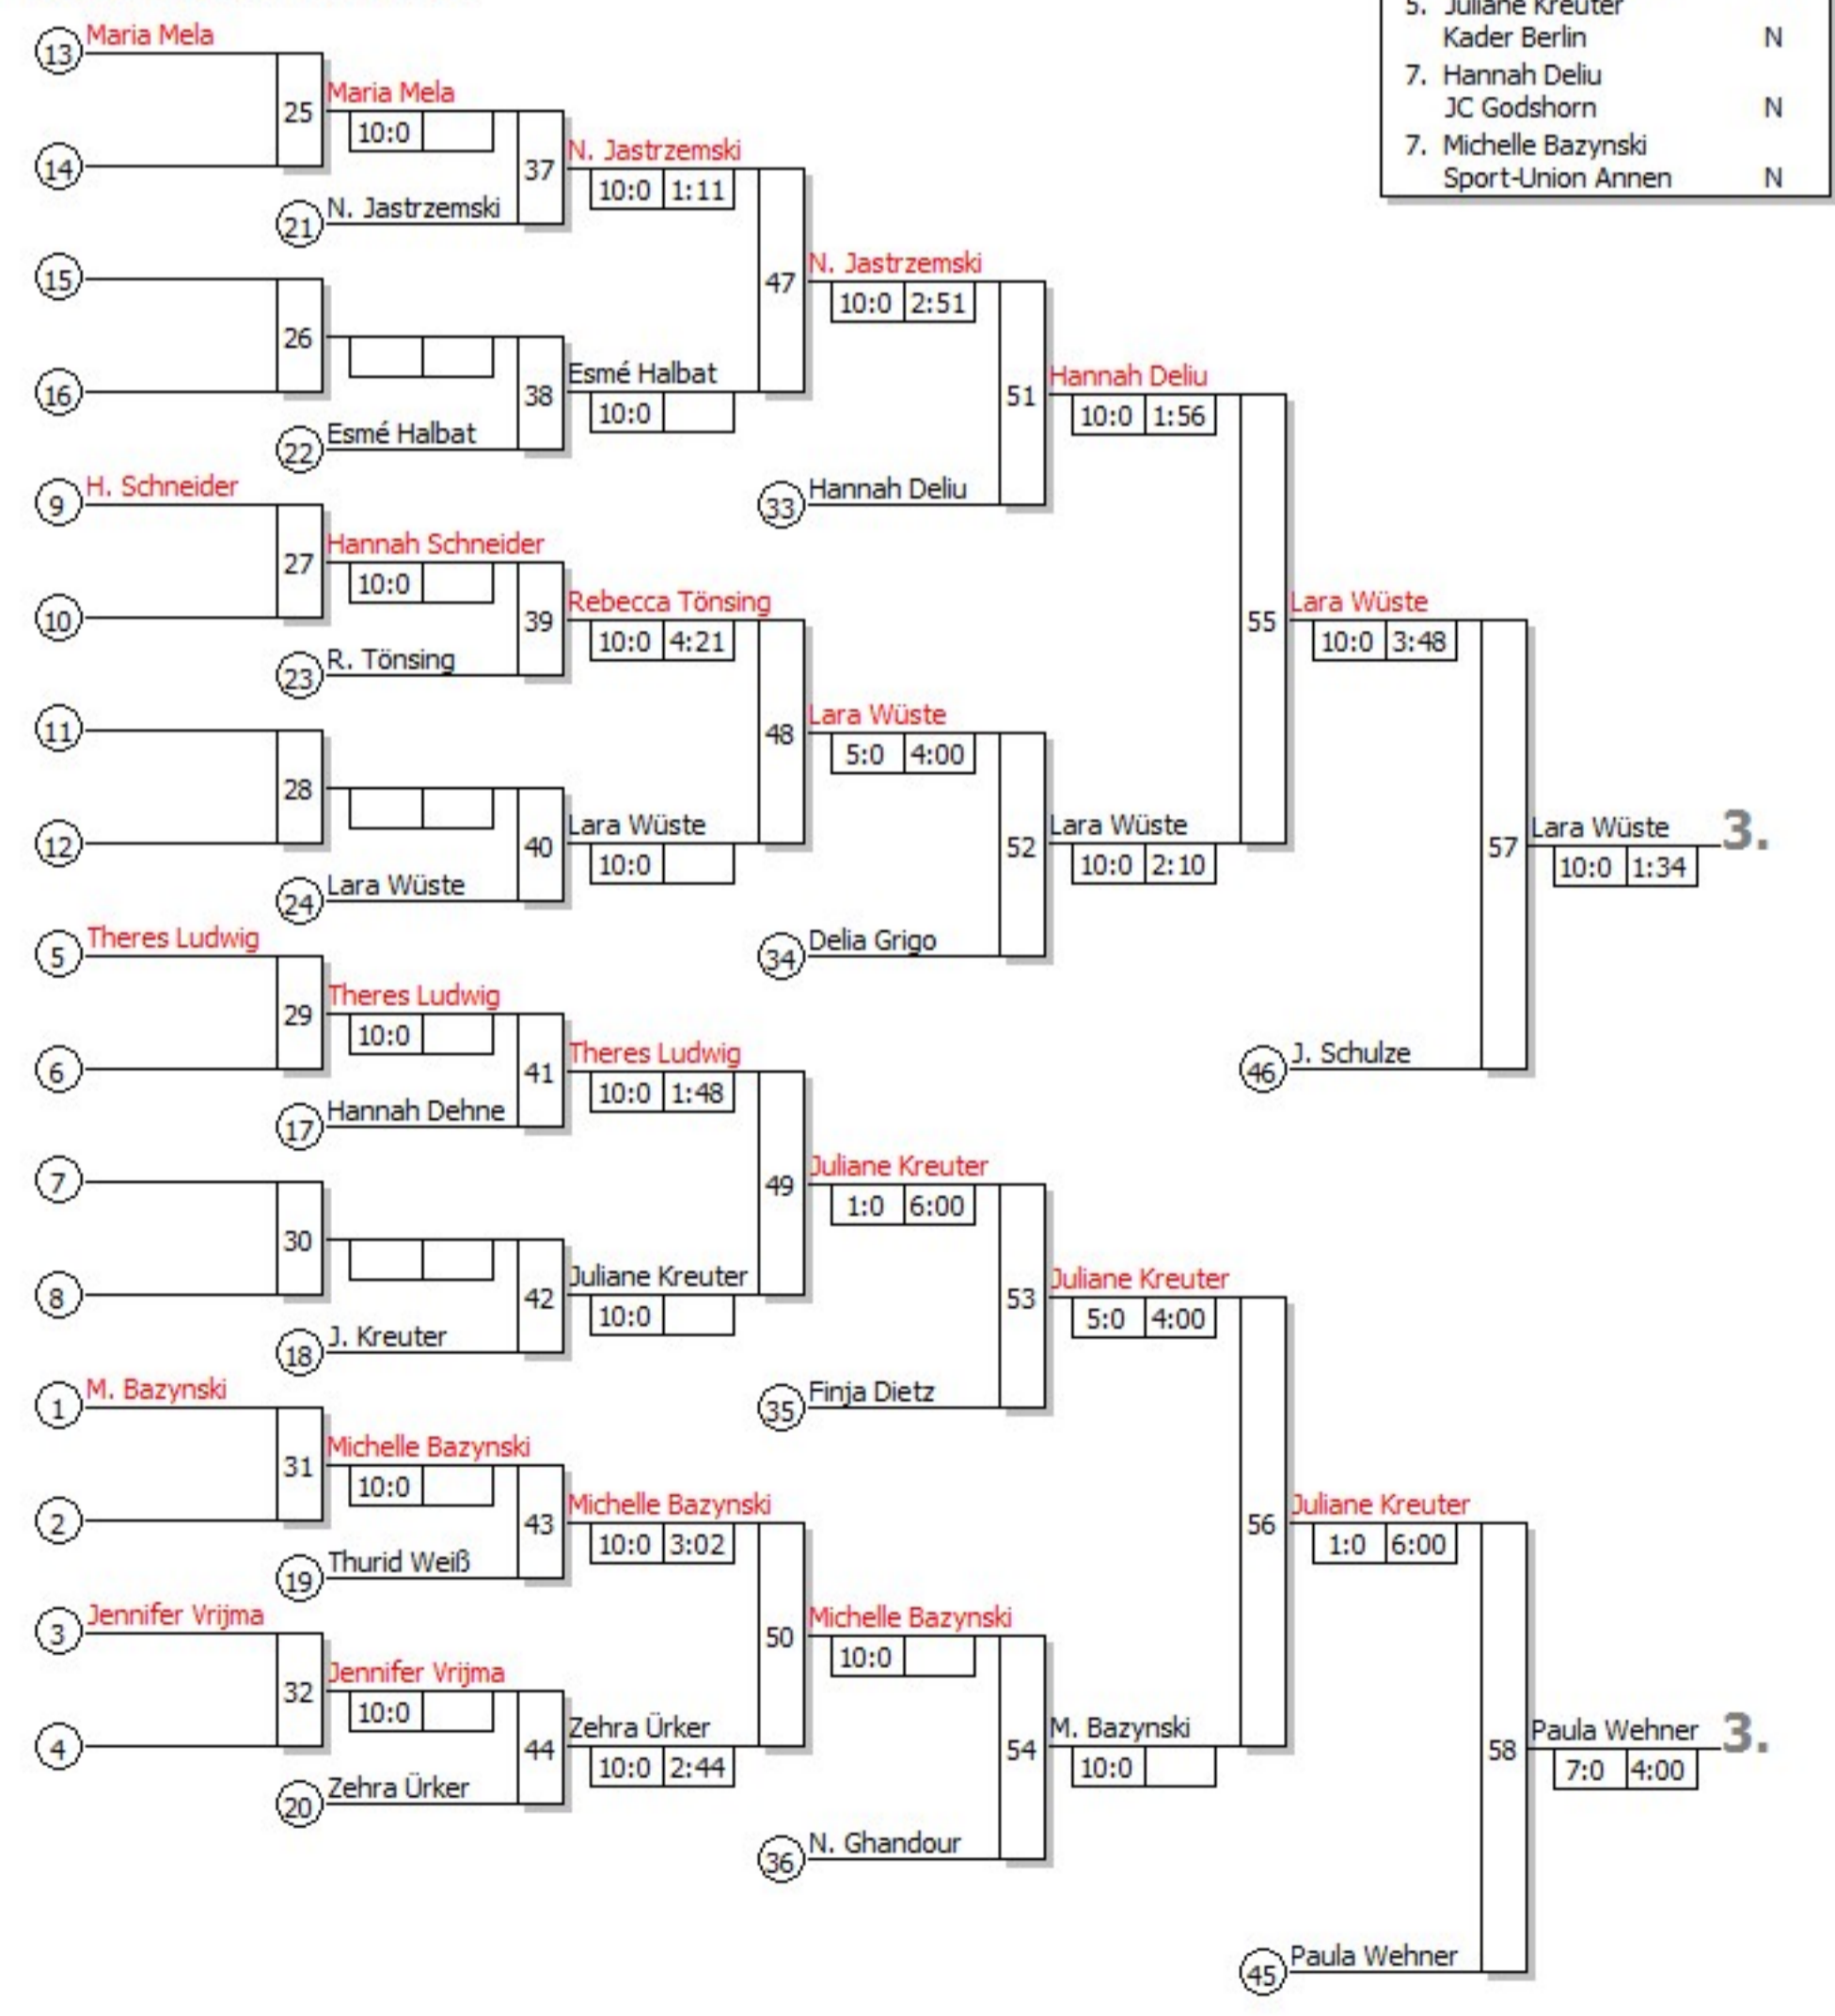 5. Juliane Kreuter
Kader Berlin N
7. Hannah Deliu
JC Godshorn N
7. Michelle Bazynski
Sport-Union Annen N
13 Maria Mela
25 Maria Mela
10:0
14
37 N. Jastrzemski
10:0 1:11
21 N. Jastrzemski
15
47 N. Jastrzemski
10:0 2:51
26
16
38 Esmé Halbat
10:0
22 Esmé Halbat
51 Hannah Deliu
10:0 1:56
9 H. Schneider
33 Hannah Deliu
27 Hannah Schneider
10:0
10
39 Rebecca Tönsing
10:0 4:21
23 R. Tönsing
55 Lara Wüste
10:0 3:48
11
48 Lara Wüste
5:0 4:00
28
12
40 Lara Wüste
10:0
52 Lara Wüste
10:0 2:10
24 Lara Wüste
57 Lara Wüste 3.
10:0 1:34
5 Theres Ludwig
34 Delia Grigo
29 Theres Ludwig
10:0
6
41 Theres Ludwig
10:0 1:48
46 J. Schulze
17 Hannah Dehne
7
49 Juliane Kreuter
1:0 6:00
30
8
42 Juliane Kreuter
10:0
53 Juliane Kreuter
5:0 4:00
18 J. Kreuter
1 M. Bazynski
35 Finja Dietz
31 Michelle Bazynski
10:0
2
43 Michelle Bazynski
10:0 3:02
56 Juliane Kreuter
1:0 6:00
19 Thurid Weiß
3 Jennifer Vrijma
50 Michelle Bazynski
10:0
32 Jennifer Vrijma
10:0
4
44 Zehra Ürker
10:0 2:44
54 M. Bazynski
10:0
58 Paula Wehner 3.
7:0 4:00
20 Zehra Ürker
36 N. Ghandour
45 Paula Wehner